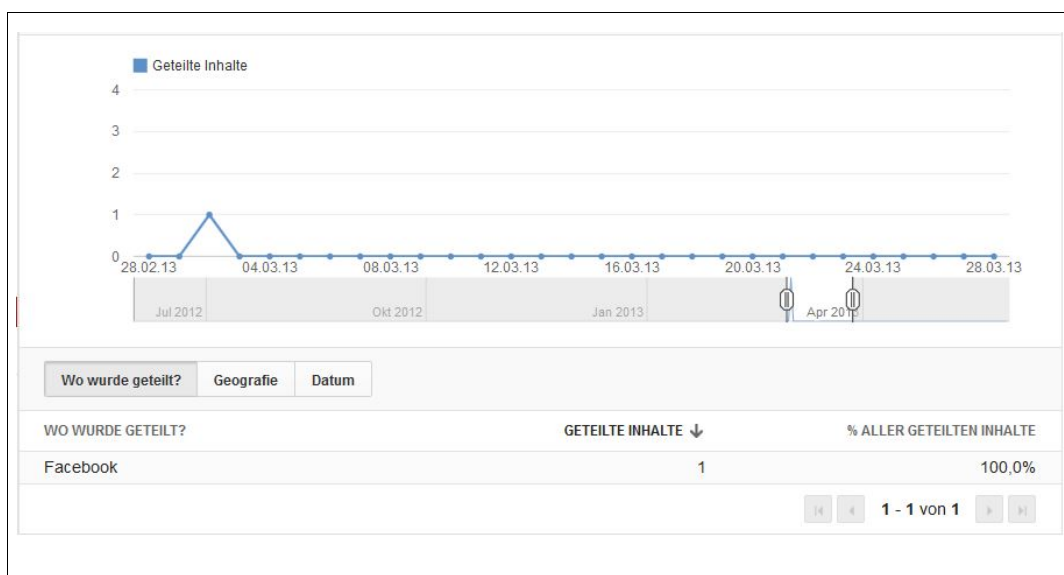 Geteilte Inhalte
4
3
2
1
0
28.02.13 04.03.13 08.03.13 12.03.13 16.03.13 20.03.13 24.03.13 28.03.13
Jul 2012 Okt 2012 Jan 2013 Apr
Wo wurde geteilt? Geografie Datum
WO WURDE GETEILT? GETEILTE INHALTE % ALLER GETEILTEN INHALTE
Facebook 1 100,0%
1 - 1 von 1